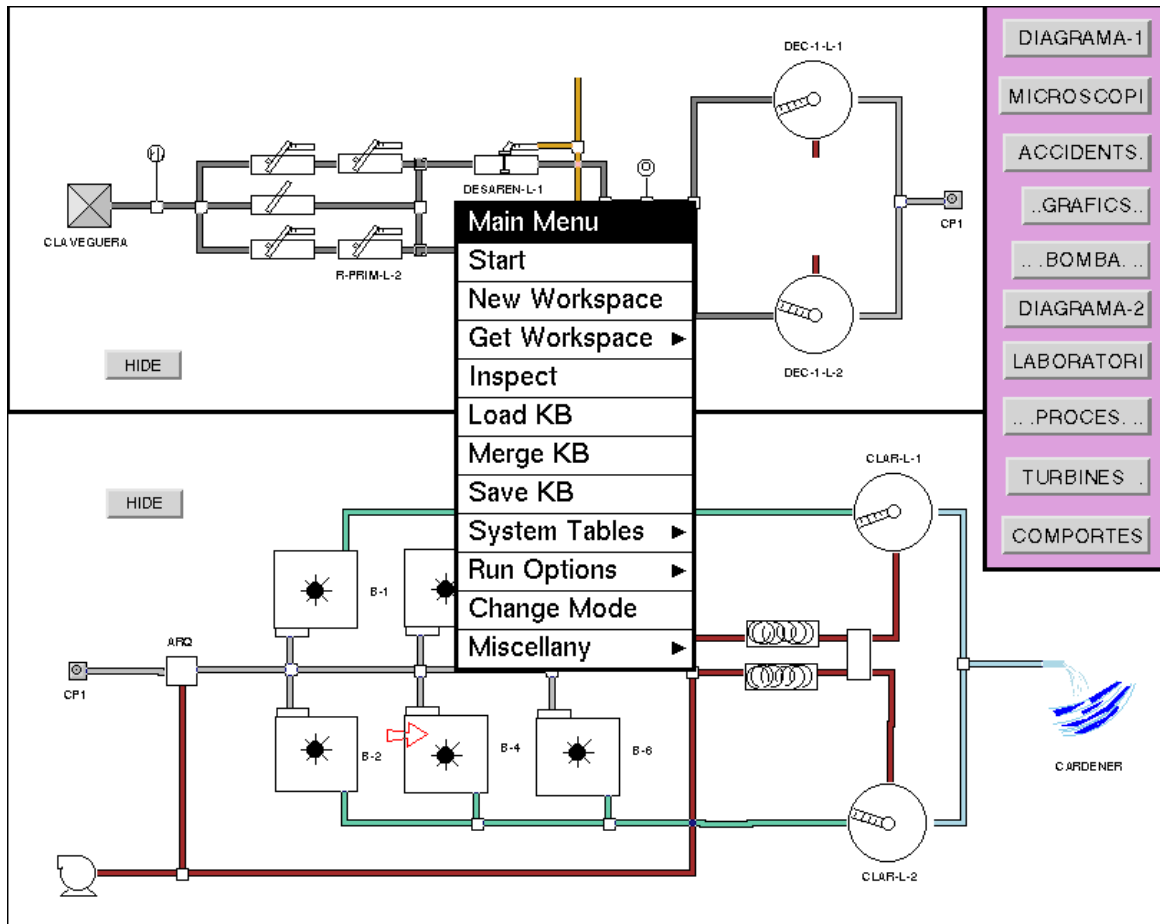 DEC-1-L-1
DESAREN-L-1
CLAVEGUERA
R-PRIM-L-2
CP1
HIDE
DEC-1-L-2
Main Menu
Start
New Workspace
Get Workspace
Inspect
Load KB
Merge KB
Save KB
System Tables
Run Options
Change Mode
Miscellany
DIAGRAMA-1
MICROSCOPI
ACCIDENTS.
..GRAFICS..
.. .BOMBA. ..
DIAGRAMA-2
LABORATORI
.. .PROCES. ..
TURBINES .
COMPORTES
HIDE
CLAR-L-1
B-1
ARQ
CP1
B-2
B-4
B-6
CARDENER
CLAR-L-2